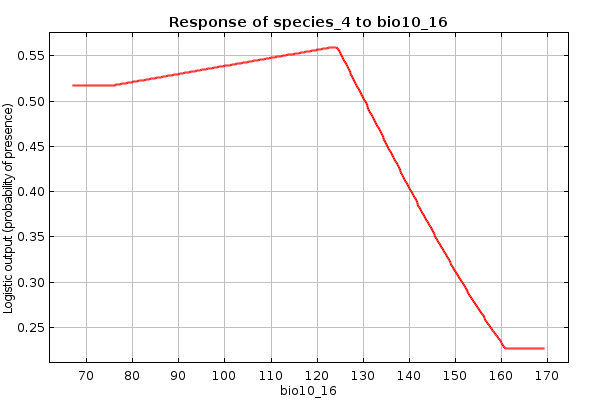 Response of species_4 to bio10_16
Logistic output (probability of presence)
0.55
0.50
0.45
0.40
0.35
0.30
0.25
70 80 90 100 110 120 130 140 150 160 170
bio10_16